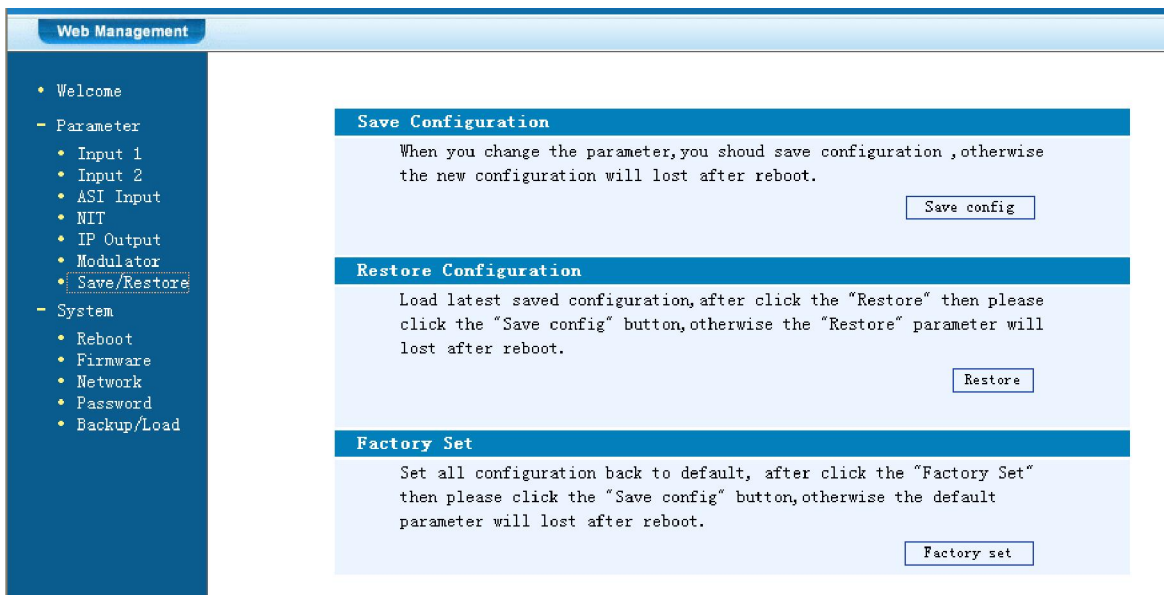 Web Management
Welcome
Parameter
Input 1
Input 2
ASI Input
NIT
IP Output
Modulator
Save/Restore
System
Reboot
Firmware
Network
Password
Backup/Load
Save Configuration
When you change the parameter,you shoud save configuration ,otherwise
the new configuration will lost after reboot.
Save config
Restore Configuration
Load latest saved configuration,after click the "Restore" then please
click the "Save config" button,otherwise the "Restore" parameter will
lost after reboot.
Restore
Factory Set
Set all configuration back to default, after click the "Factory Set"
then please click the "Save config" button,otherwise the default
parameter will lost after reboot.
Factory set